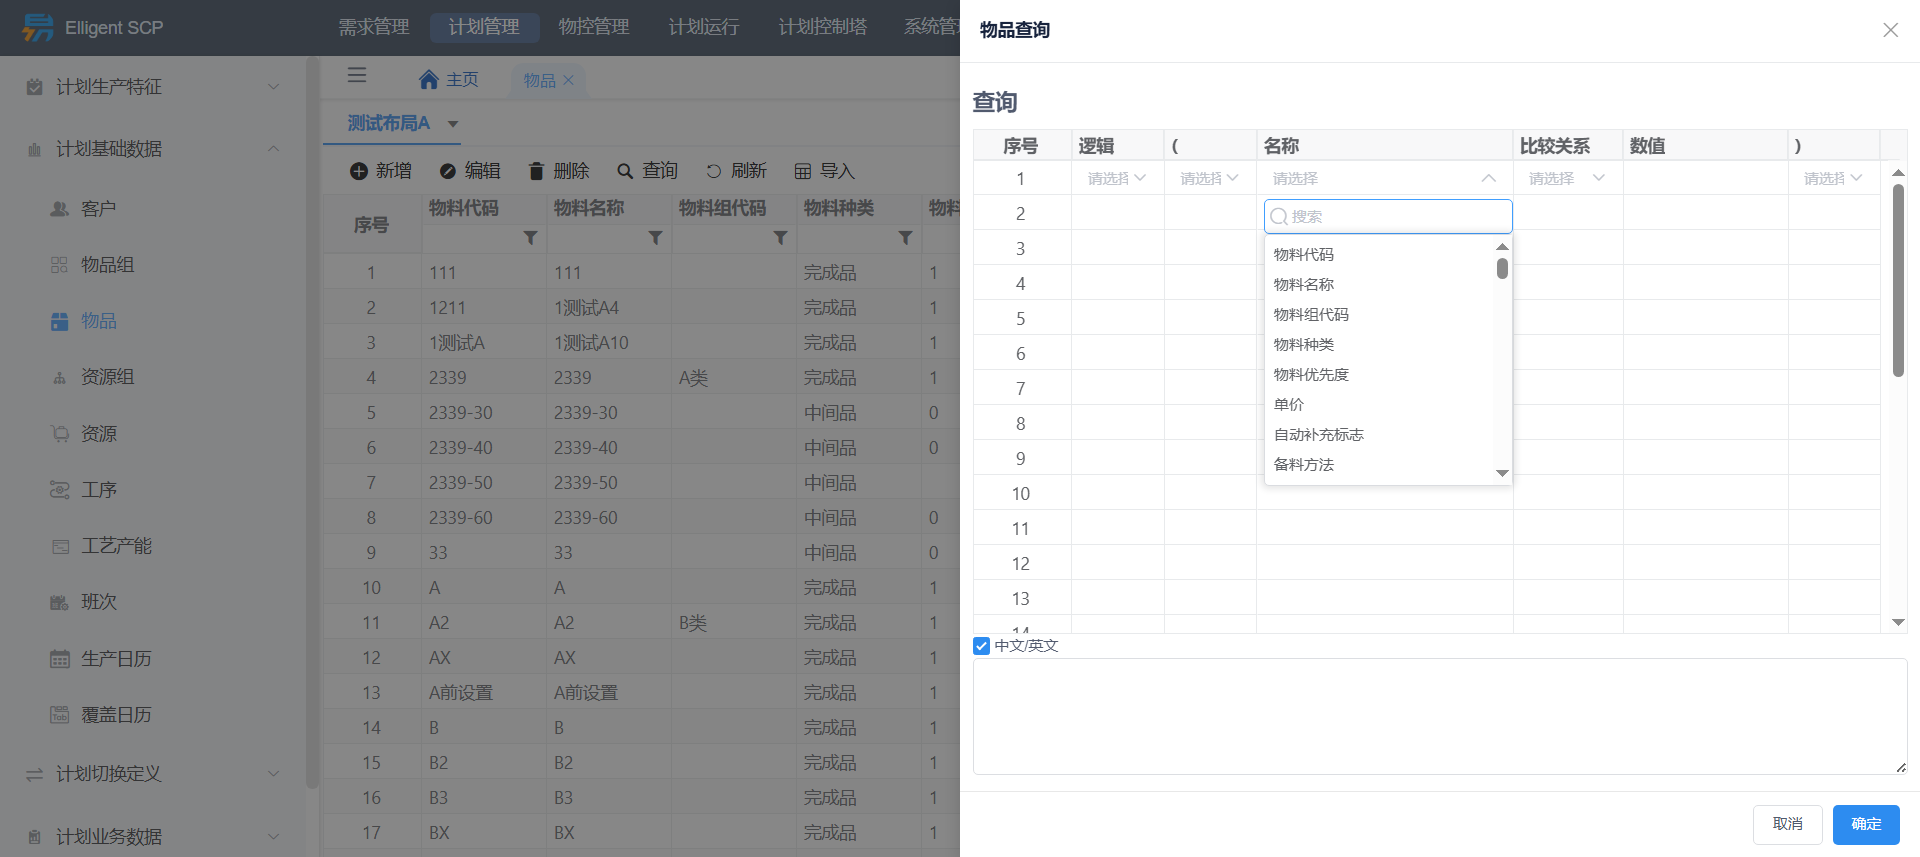 Elligent SCP
需求管理 计划管理 物控管理 计划运行 计划控制塔
计划生产特征
计划基础数据
客户
物品组
物品
资源组
资源
工序
工艺产能
班次
生产日历
覆盖日历
计划切换定义
计划业务数据
主页 物品
测试布局A
新增 编辑 删除 查询 刷新 导入
序号 物料代码 物料名称 物料组代码 物料种类
1 111 111 完成品 1
2 1211 1测试A4 完成品 1
3 1测试A 1测试A10 完成品 1
4 2339 2339 A类 完成品 1
5 2339-30 2339-30 中间品 0
6 2339-40 2339-40 中间品 0
7 2339-50 2339-50 中间品
8 2339-60 2339-60 中间品 0
9 33 33 中间品 0
10 A A 完成品 1
11 A2 A2 B类 完成品 1
12 AX AX 完成品 1
13 A前设置 A前设置 完成品 1
14 B B 完成品 1
15 B2 B2 完成品 1
16 B3 B3 完成品 1
17 BX BX 完成品 1
物品查询
查询
序号 逻辑 ( 名称 比较关系 数值 )
1 请选择 请选择 请选择 请选择 请选择
2
3
4
5
6
7
8
9
10
11
12
13
14
搜索
物料代码
物料名称
物料组代码
物料种类
物料优先度
单价
自动补充标志
备料方法
中文/英文
取消 确定